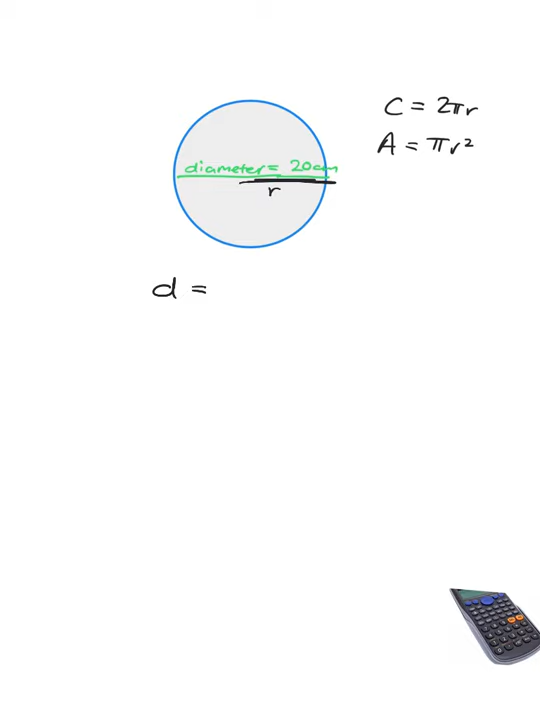 C = 2πr
A = πr²
diameter = 20cm
r
d =